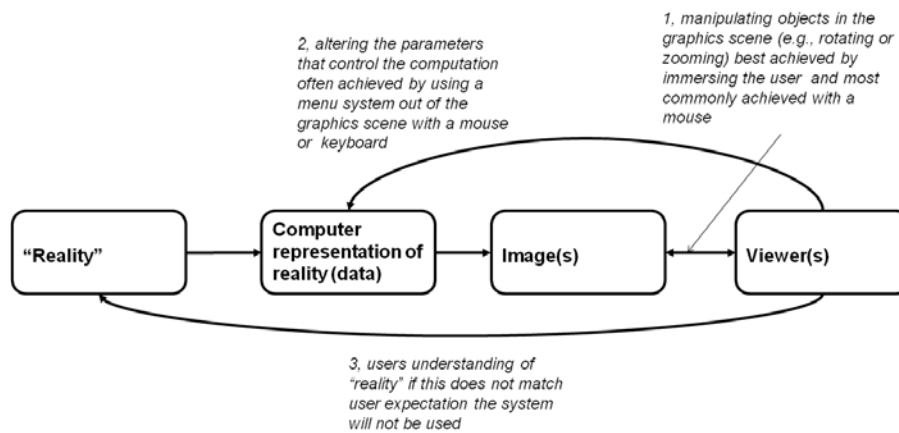 1, manipulating objects in the
graphics scene (e.g., rotating or
zooming) best achieved by
immersing the user and most
commonly achieved with a
mouse
2, altering the parameters
that control the computation
often achieved by using a
menu system out of the
graphics scene with a mouse
or keyboard
“Reality”
Computer
representation of
reality (data)
Image(s)
Viewer(s)
3, users understanding of
“reality” if this does not match
user expectation the system
will not be used